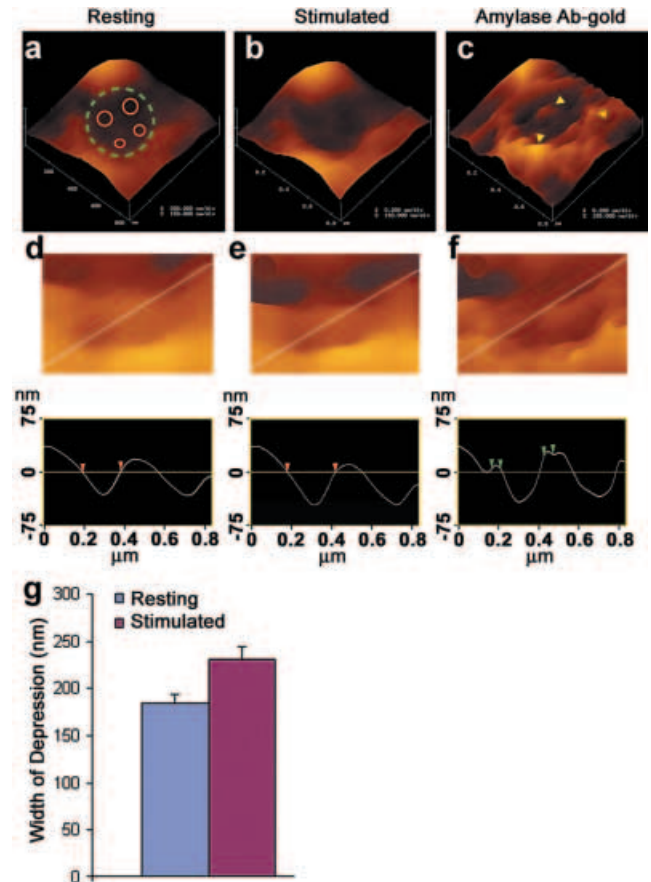 Resting Stimulated Amylase Ab-gold
a b c
d e f
nm
75 75 75
0 0 0
-75 -75 -75
0 0.2 0.4 0.6 0.8 0 0.2 0.4 0.6 0.8 0 0.2 0.4 0.6 0.8
μm μm μm
g
Resting
Stimulated
Width of Depression (nm)
300
250
200
150
100
50
0